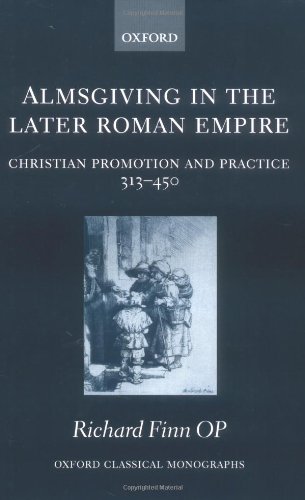 OXFORD
ALMSGIVING IN THE
LATER ROMAN EMPIRE
CHRISTIAN PROMOTION AND PRACTICE
313–450
Richard Finn OP
OXFORD CLASSICAL MONOGRAPHS